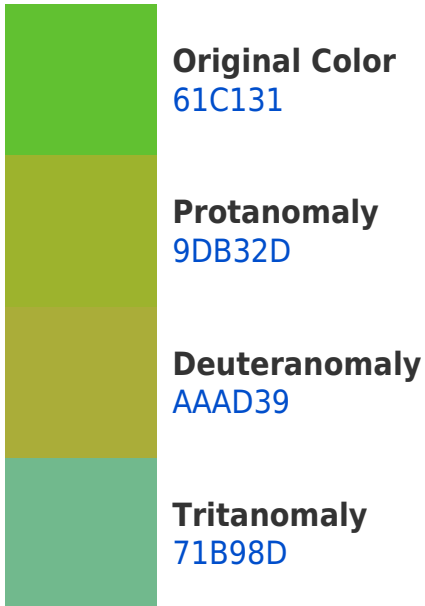 Original Color
61C131
Protanomaly
9DB32D
Deuteranomaly
AAAD39
Tritanomaly
71B98D